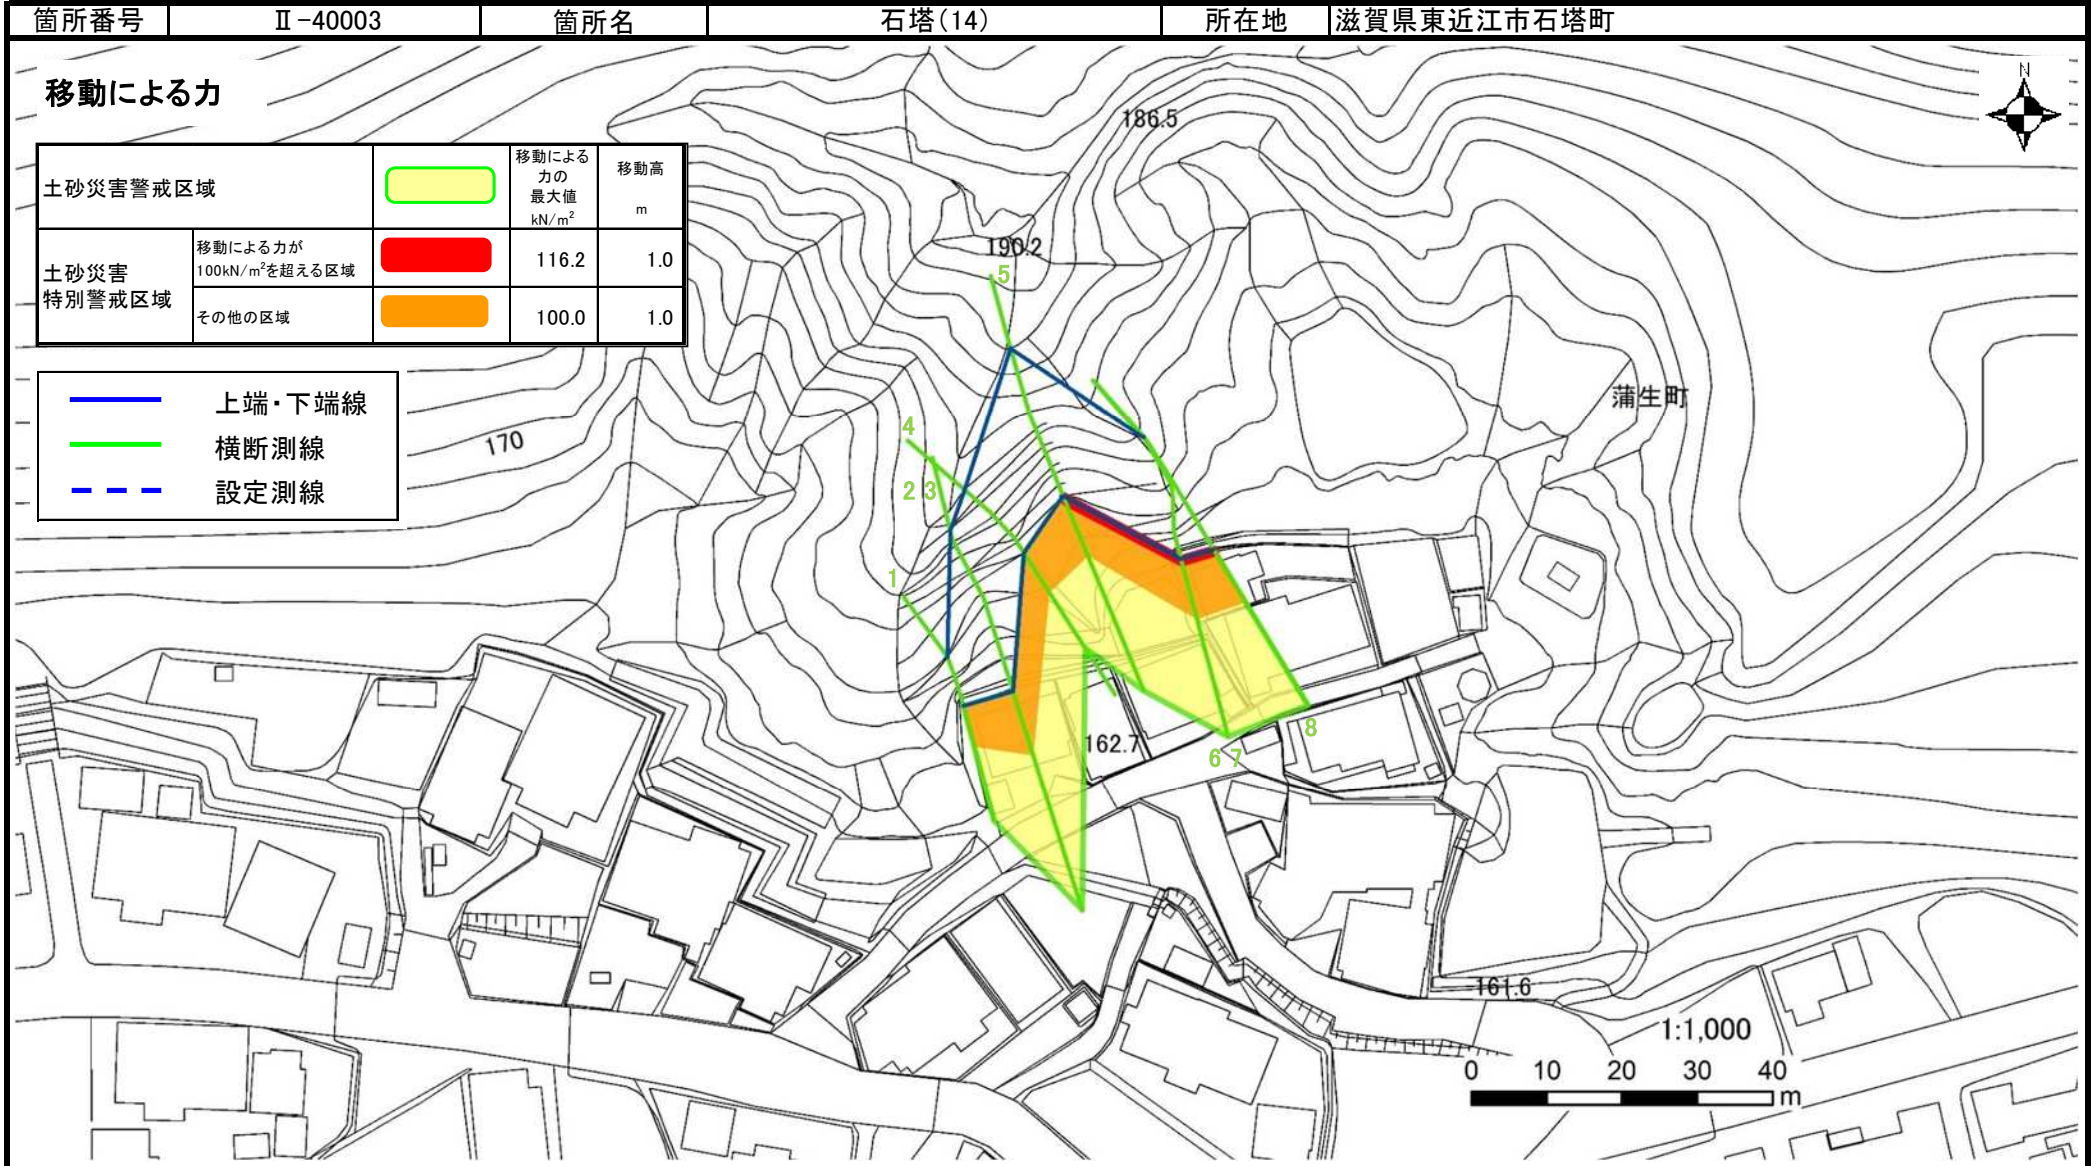 箇所番号 Ⅱ-40003 箇所名 石塔(14) 所在地 滋賀県東近江市石塔町
移動による力
N
土砂災害警戒区域
移動による
力の
最大値
kN/m²
移動高
m
土砂災害
特別警戒区域
移動による力が
100kN/m²を超える区域
116.2 1.0
その他の区域
100.0 1.0
上端・下端線
横断測線
設定測線
186.5
190.2
5
蒲生町
170
4
2 3
1
162.7
6 7
8
161.6
1:1,000
0 10 20 30 40
m